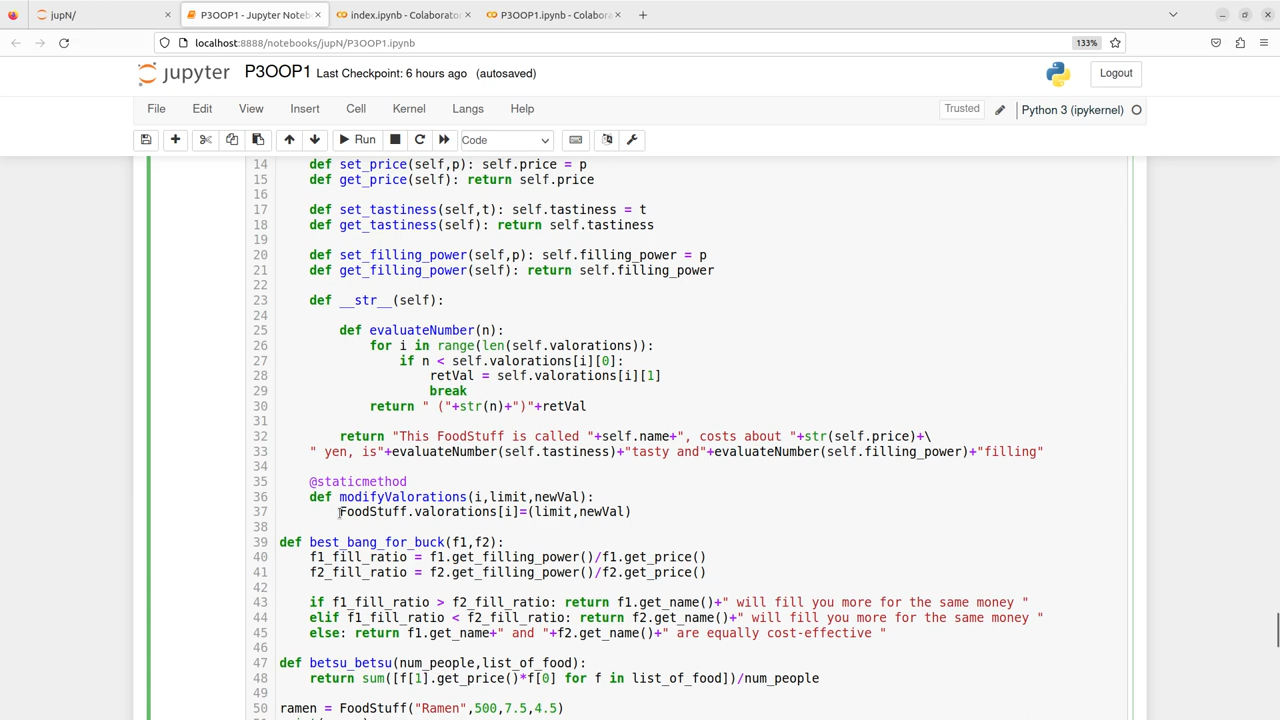 jupN/
P3OOP1 - Jupyter Noteb
index.ipynb - Colaborato
P3OOP1.ipynb - Colabora
localhost:8888/notebooks/jupN/P3OOP1.ipynb
133%
jupyter P3OOP1 Last Checkpoint: 6 hours ago (autosaved)
Logout
File Edit View Insert Cell Kernel Langs Help
Trusted
Python 3 (ipykernel)
Run
Code
14 def set_price(self,p): self.price = p
15 def get_price(self): return self.price
16
17 def set_tastiness(self,t): self.tastiness = t
18 def get_tastiness(self): return self.tastiness
19
20 def set_filling_power(self,p): self.filling_power = p
21 def get_filling_power(self): return self.filling_power
22
23 def __str__(self):
24
25 def evaluateNumber(n):
26 for i in range(len(self.valorations)):
27 if n < self.valorations[i][0]:
28 retVal = self.valorations[i][1]
29 break
30 return " ("+str(n)+")"+retVal
31
32 return "This FoodStuff is called "+self.name+", costs about "+str(self.price)+\
33 " yen, is"+evaluateNumber(self.tastiness)+"tasty and"+evaluateNumber(self.filling_power)+"filling"
34
35 @staticmethod
36 def modifyValorations(i,limit,newVal):
37 FoodStuff.valorations[i]=(limit,newVal)
38
39 def best_bang_for_buck(f1,f2):
40 f1_fill_ratio = f1.get_filling_power()/f1.get_price()
41 f2_fill_ratio = f2.get_filling_power()/f2.get_price()
42
43 if f1_fill_ratio > f2_fill_ratio: return f1.get_name()+" will fill you more for the same money "
44 elif f1_fill_ratio < f2_fill_ratio: return f2.get_name()+" will fill you more for the same money "
45 else: return f1.get_name+" and "+f2.get_name()+" are equally cost-effective "
46
47 def betsu_betsu(num_people,list_of_food):
48 return sum([f[1].get_price()*f[0] for f in list_of_food])/num_people
49
50 ramen = FoodStuff("Ramen",500,7.5,4.5)